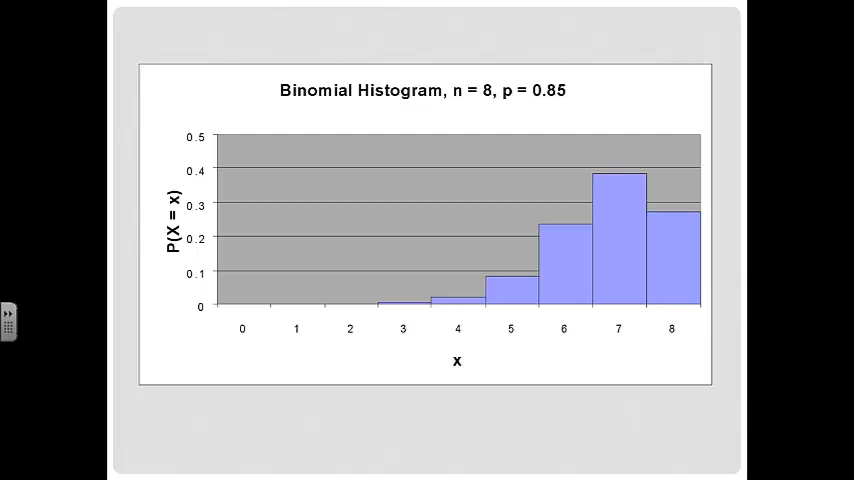 Binomial Histogram, n = 8, p = 0.85
P(X = x)
0.5
0.4
0.3
0.2
0.1
0
0 1 2 3 4 5 6 7 8
x